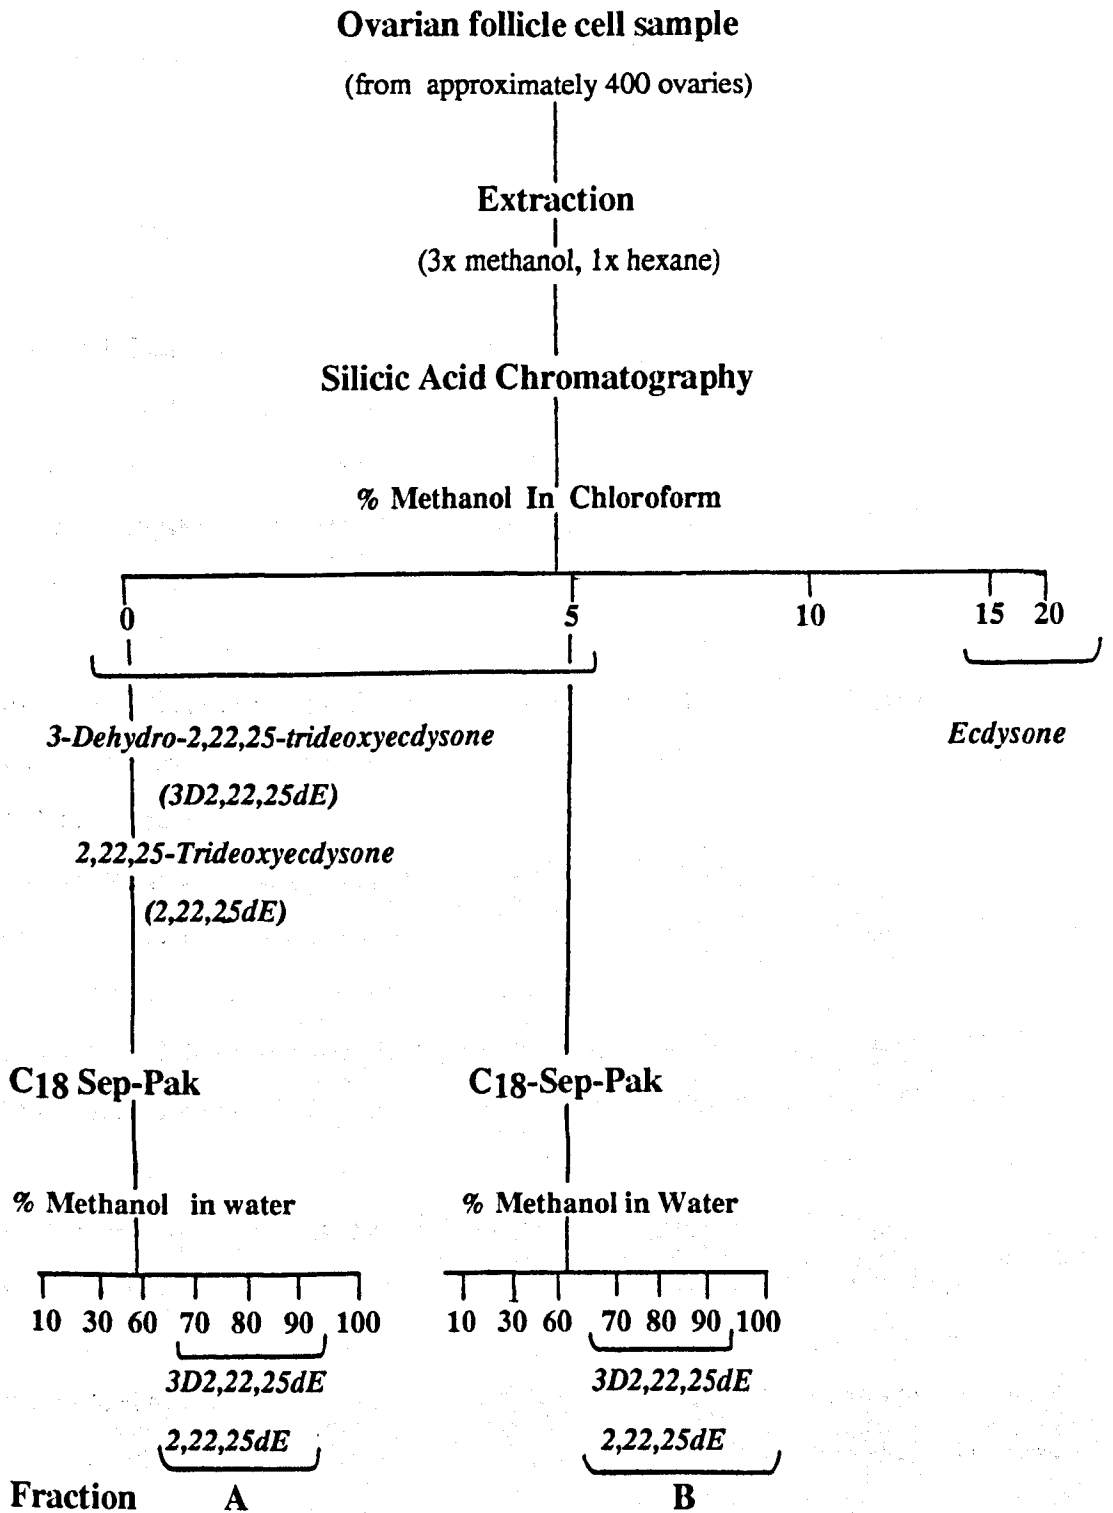 Ovarian follicle cell sample
(from approximately 400 ovaries)
Extraction
(3x methanol, 1x hexane)
Silicic Acid Chromatography
% Methanol In Chloroform
0 5 10 15 20
3-Dehydro-2,22,25-trideoxyecdysone Ecdysone
(3D2,22,25dE)
2,22,25-Trideoxyecdysone
(2,22,25dE)
C18 Sep-Pak C18-Sep-Pak
% Methanol in water % Methanol in Water
10 30 60 70 80 90 100 10 30 60 70 80 90 100
3D2,22,25dE 3D2,22,25dE
2,22,25dE 2,22,25dE
Fraction A B